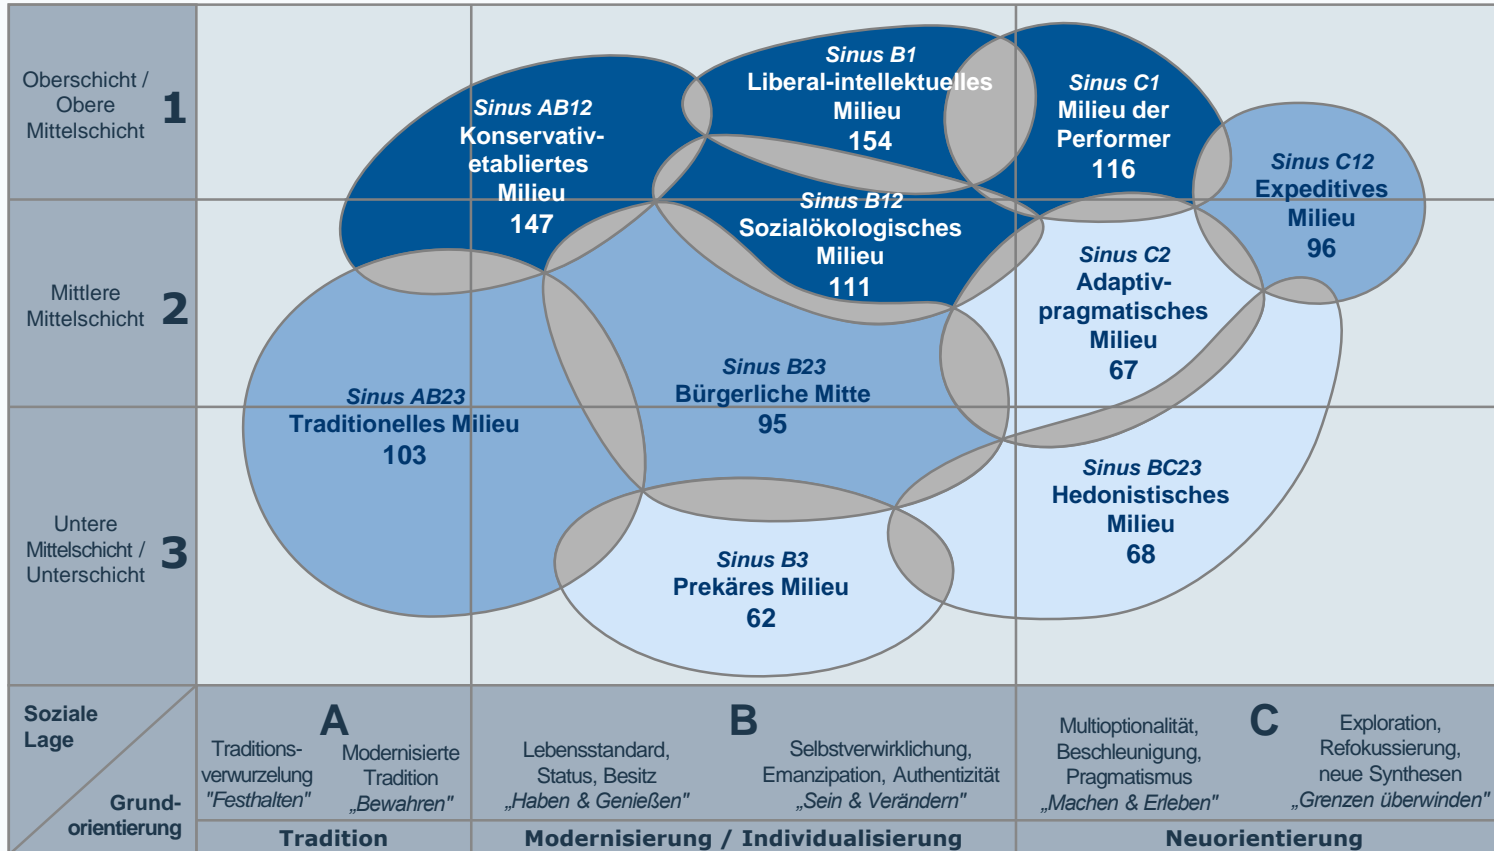 Oberschicht /
Obere
Mittelschicht
1
Mittlere
Mittelschicht
2
Untere
Mittelschicht /
Unterschicht
3
Sinus AB12
Konservativ-
etabliertes
Milieu
147
Sinus B1
Liberal-intellektuelles
Milieu
154
Sinus C1
Milieu der
Performer
116
Sinus C12
Expeditives
Milieu
96
Sinus B12
Sozialökologisches
Milieu
111
Sinus C2
Adaptiv-
pragmatisches
Milieu
67
Sinus AB23
Traditionelles Milieu
103
Sinus B23
Bürgerliche Mitte
95
Sinus BC23
Hedonistisches
Milieu
68
Sinus B3
Prekäres Milieu
62
Soziale
Lage
Grund-
orientierung
A
Traditions-
verwurzelung
"Festhalten"
Modernisierte
Tradition
„Bewahren"
B
Lebensstandard,
Status, Besitz
„Haben & Genießen"
Selbstverwirklichung,
Emanzipation, Authentizität
„Sein & Verändern"
C
Multioptionalität,
Beschleunigung,
Pragmatismus
„Machen & Erleben"
Exploration,
Refokussierung,
neue Synthesen
„Grenzen überwinden"
Tradition
Modernisierung / Individualisierung
Neuorientierung